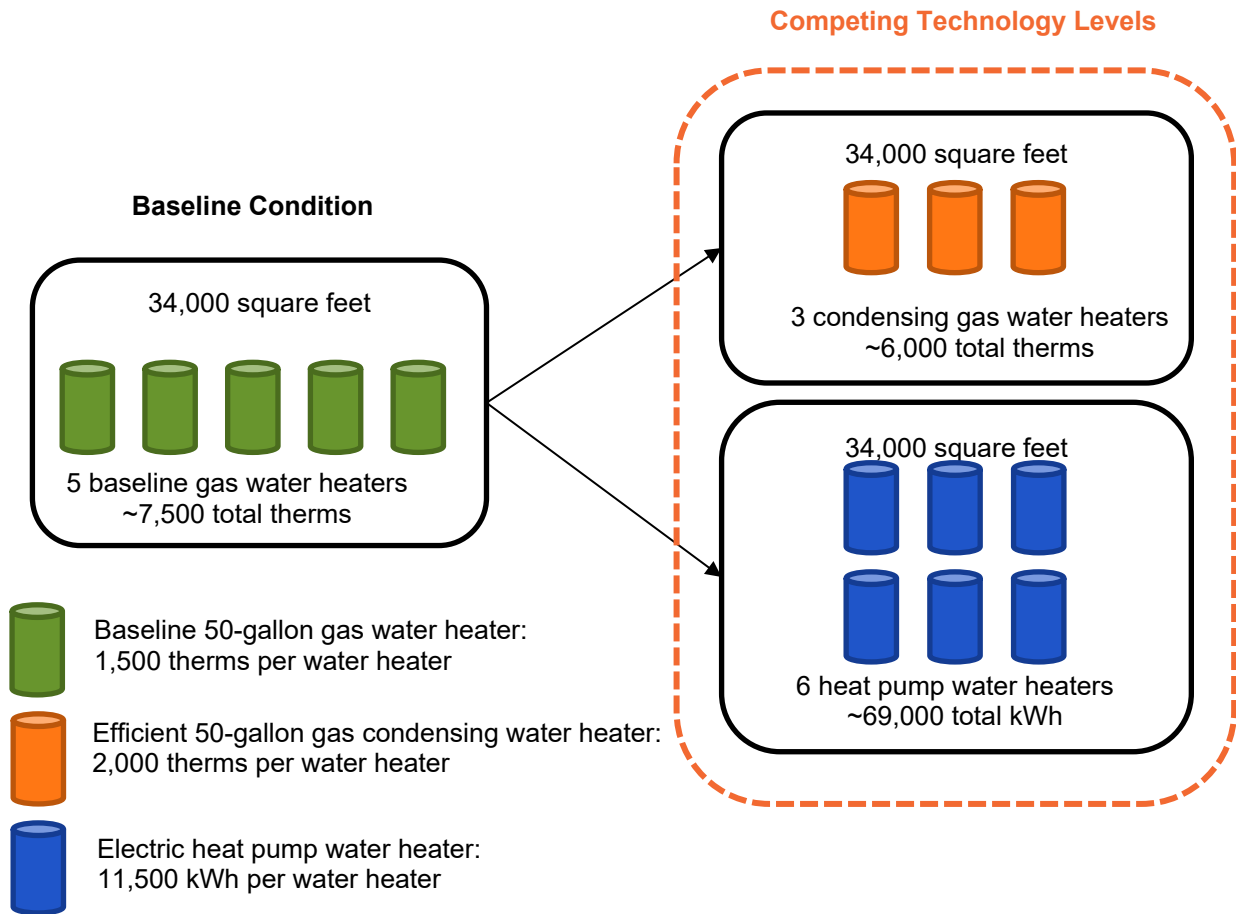 Competing Technology Levels
Baseline Condition
34,000 square feet
5 baseline gas water heaters
~7,500 total therms
34,000 square feet
3 condensing gas water heaters
~6,000 total therms
34,000 square feet
6 heat pump water heaters
~69,000 total kWh
Baseline 50-gallon gas water heater:
1,500 therms per water heater
Efficient 50-gallon gas condensing water heater:
2,000 therms per water heater
Electric heat pump water heater:
11,500 kWh per water heater